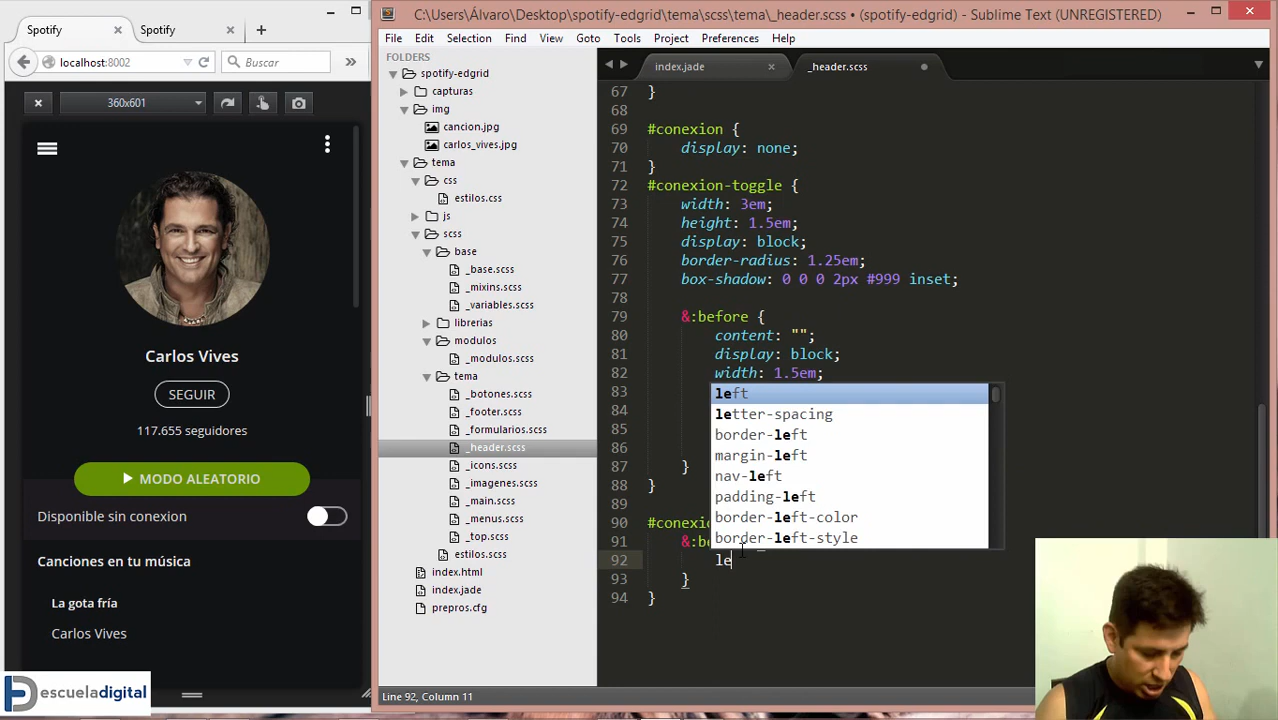 Spotify
Spotify
localhost:8002
Buscar
360x601
Carlos Vives
SEGUIR
117.655 seguidores
MODO ALEATORIO
Disponible sin conexion
Canciones en tu música
La gota fría
Carlos Vives
escueladigital
C:\Users\Álvaro\Desktop\spotify-edgrid\tema\scss\tema\_header.scss • (spotify-edgrid) - Sublime Text (UNREGISTERED)
File Edit Selection Find View Goto Tools Project Preferences Help
FOLDERS
spotify-edgrid
capturas
img
cancion.jpg
carlos_vives.jpg
tema
css
estilos.css
js
scss
base
_base.scss
_mixins.scss
_variables.scss
librerias
modulos
_modulos.scss
tema
_botones.scss
_footer.scss
_formularios.scss
_header.scss
_icons.scss
_imagenes.scss
_main.scss
_menus.scss
_top.scss
estilos.scss
index.html
index.jade
prepros.cfg
index.jade
_header.scss
67 }
68
69 #conexion {
70 display: none;
71 }
72 #conexion-toggle {
73 width: 3em;
74 height: 1.5em;
75 display: block;
76 border-radius: 1.25em;
77 box-shadow: 0 0 0 2px #999 inset;
78
79 &:before {
80 content: "";
81 display: block;
82 width: 1.5em;
83
84
85
86
87 }
88 }
89
90 #conexi
91 &:be
92 le
93 }
94 }
left
letter-spacing
border-left
margin-left
nav-left
padding-left
border-left-color
border-left-style
Line 92, Column 11